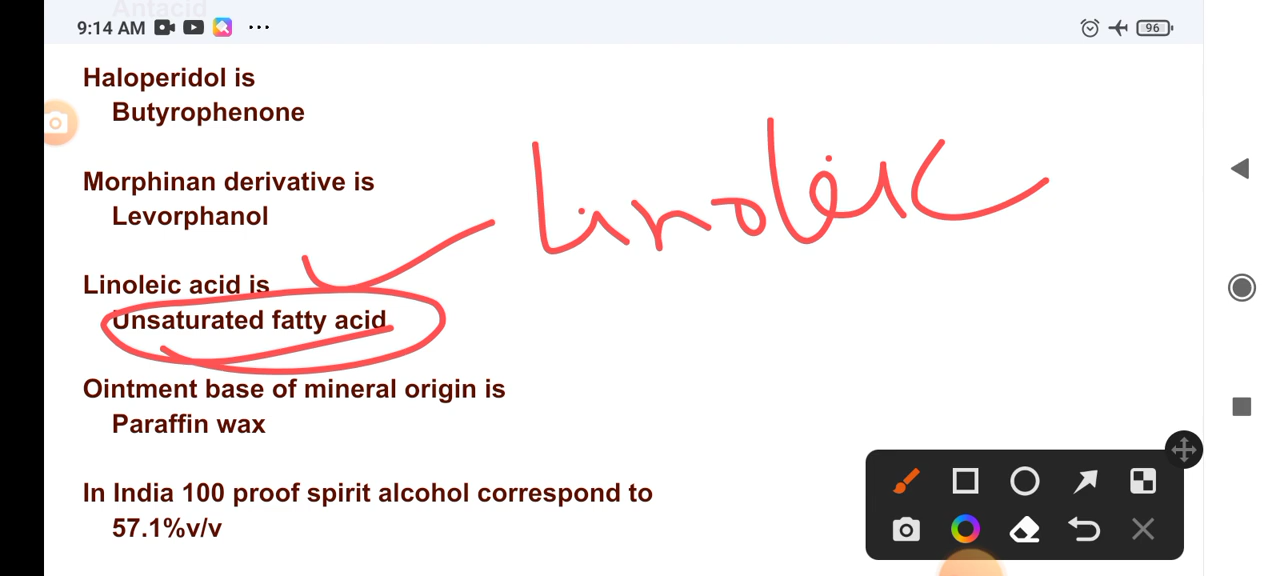 Antacid
9:14 AM 96
Haloperidol is
Butyrophenone
Morphinan derivative is
Levorphanol
Linoleic
Linoleic acid is
Unsaturated fatty acid
Ointment base of mineral origin is
Paraffin wax
In India 100 proof spirit alcohol correspond to
57.1%v/v